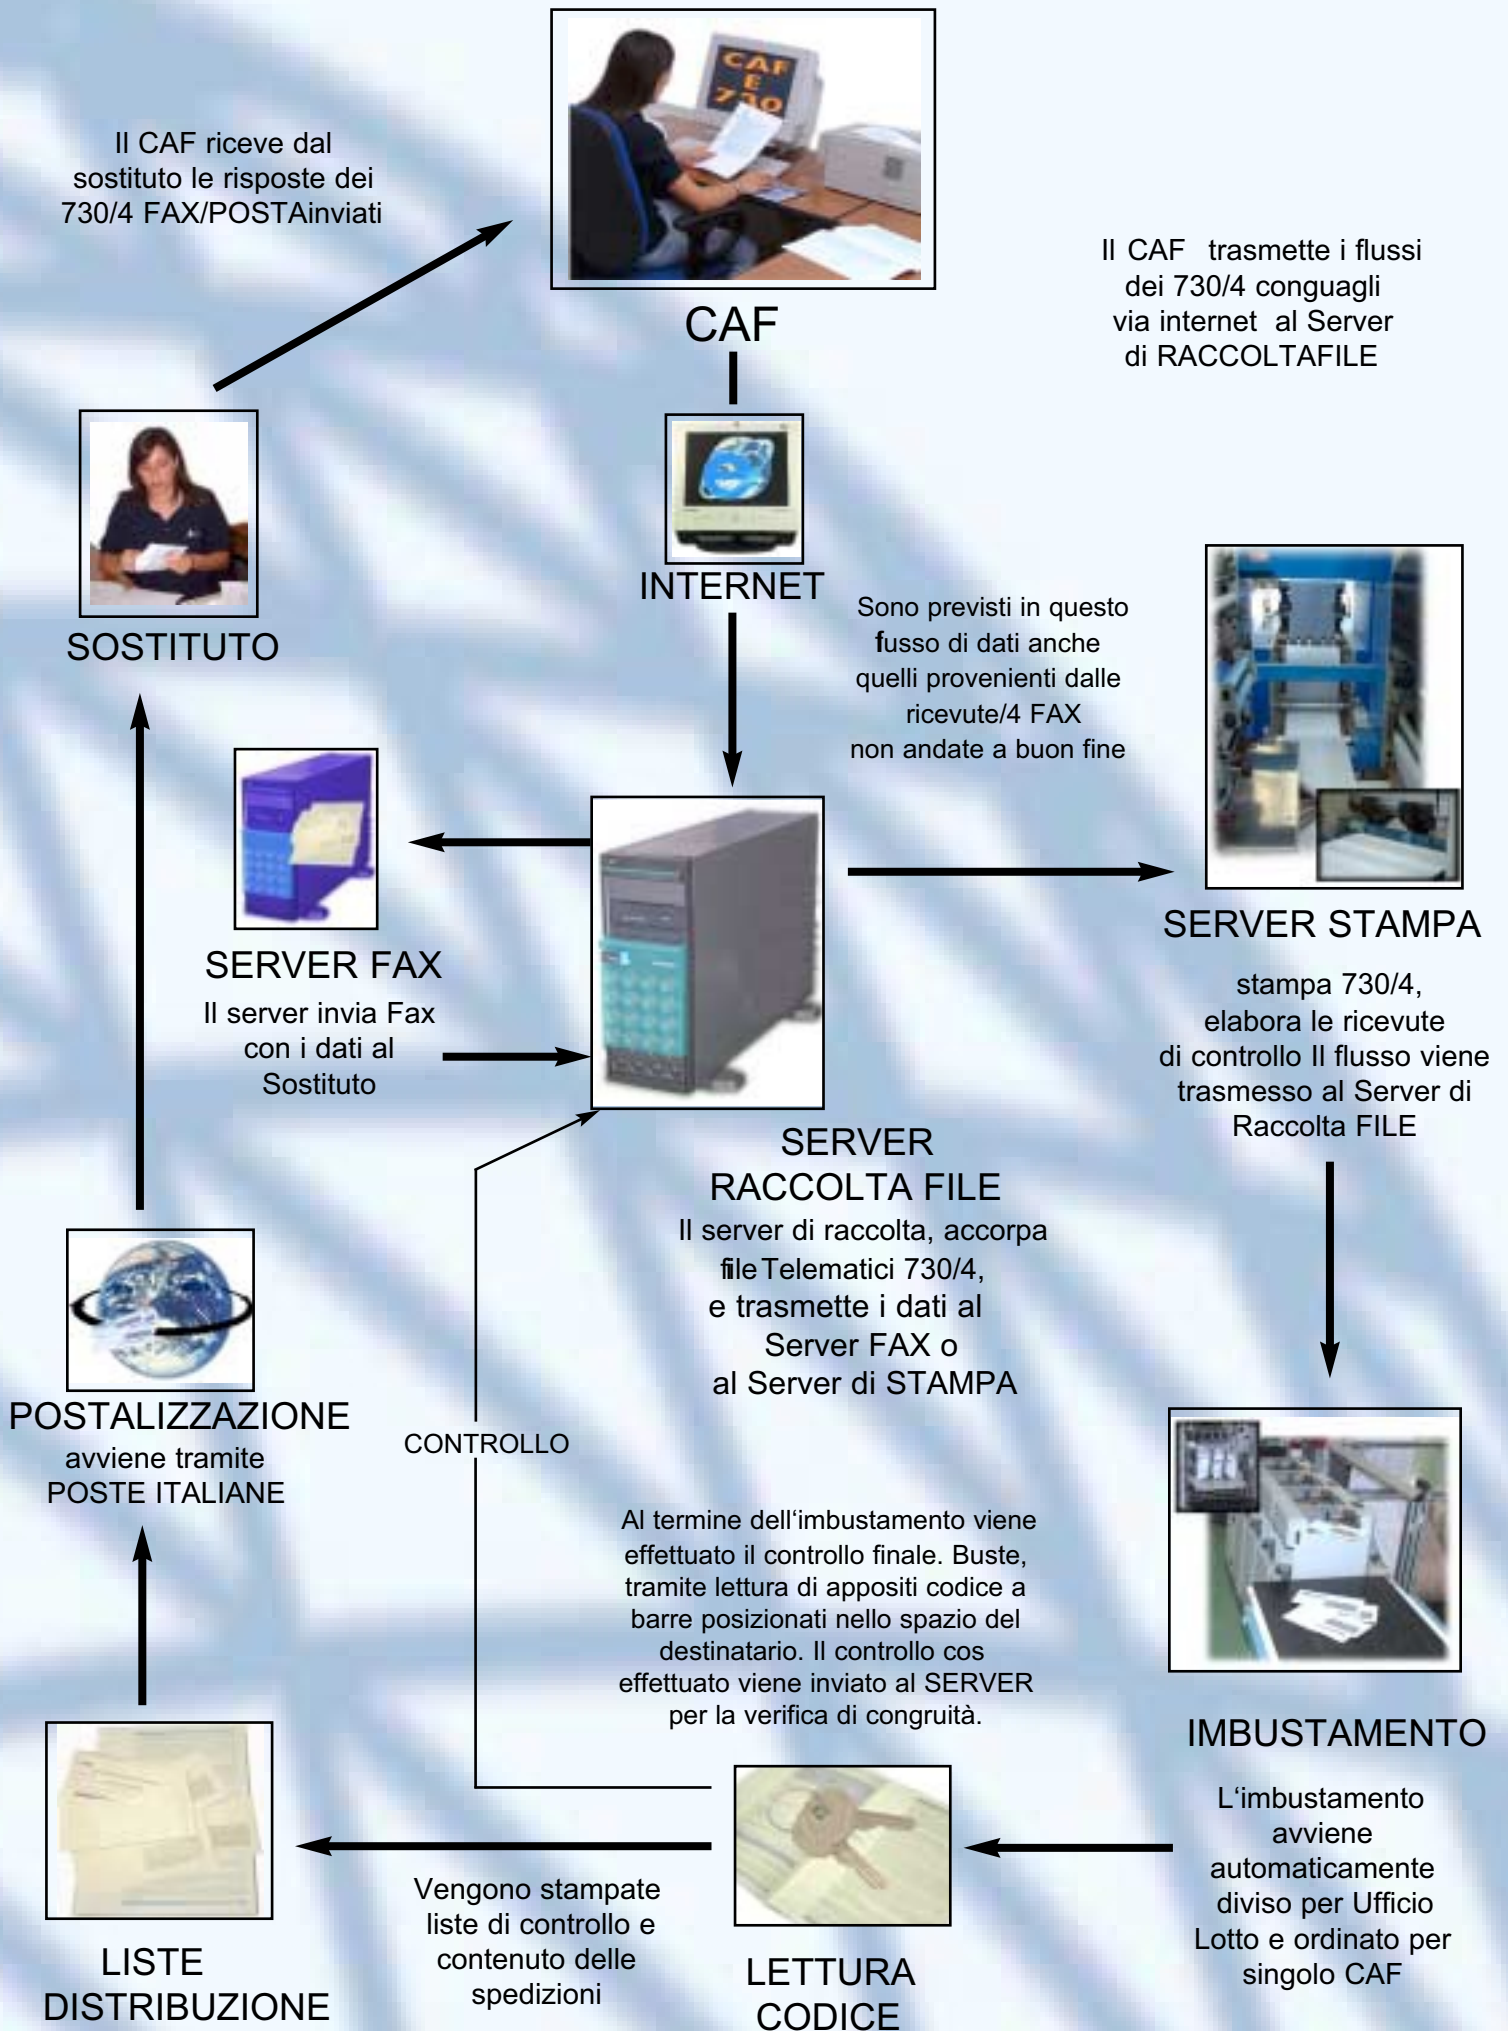 CAF
E
730
Il CAF riceve dal
sostituto le risposte dei
730/4 FAX/POSTAinviati
Il CAF trasmette i flussi
dei 730/4 conguagli
via internet al Server
di RACCOLTAFILE
CAF
INTERNET
SOSTITUTO
Sono previsti in questo
fusso di dati anche
quelli provenienti dalle
ricevute/4 FAX
non andate a buon fine
SERVER STAMPA
stampa 730/4,
elabora le ricevute
di controllo Il flusso viene
trasmesso al Server di
Raccolta FILE
SERVER FAX
Il server invia Fax
con i dati al
Sostituto
SERVER
RACCOLTA FILE
Il server di raccolta, accorpa
file Telematici 730/4,
e trasmette i dati al
Server FAX o
al Server di STAMPA
POSTALIZZAZIONE
avviene tramite
POSTE ITALIANE
CONTROLLO
Al termine dell‘imbustamento viene
effettuato il controllo finale. Buste,
tramite lettura di appositi codice a
barre posizionati nello spazio del
destinatario. Il controllo cos
effettuato viene inviato al SERVER
per la verifica di congruità.
IMBUSTAMENTO
L‘imbustamento
avviene
automaticamente
diviso per Ufficio
Lotto e ordinato per
singolo CAF
Vengono stampate
liste di controllo e
contenuto delle
spedizioni
LETTURA
CODICE
LISTE
DISTRIBUZIONE